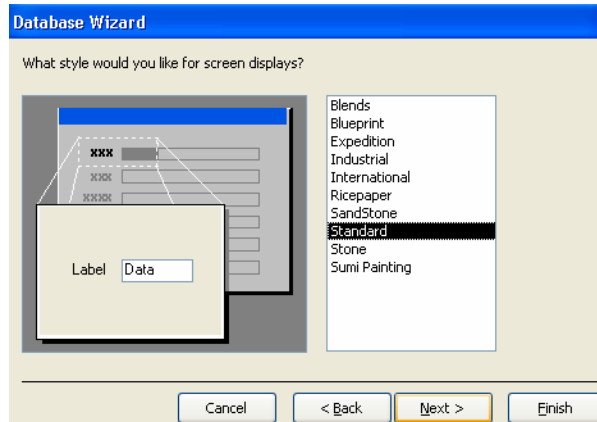 Database Wizard
What style would you like for screen displays?
xxx
xxx
xxxx
Label Data
Blends
Blueprint
Expedition
Industrial
International
Ricepaper
SandStone
Standard
Stone
Sumi Painting
Cancel < Back Next > Finish